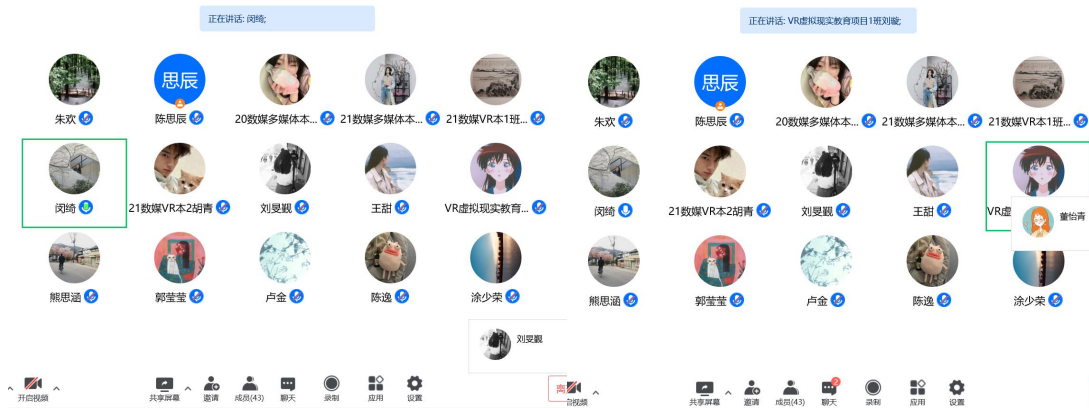 正在讲话: 闵绮;
思辰
朱欢
陈思辰
20数媒多媒体本...
21数媒多媒体本...
21数媒VR本1班...
闵绮
21数媒VR本2胡青
刘旻觐
王甜
VR虚拟现实教育...
熊思涵
郭莹莹
卢金
陈逸
涂少荣
刘旻觐
开启视频
共享屏幕
邀请
成员(43)
聊天
录制
应用
设置
离
正在讲话: VR虚拟现实教育项目1班刘璇;
思辰
朱欢
陈思辰
20数媒多媒体本...
21数媒多媒体本...
21数媒VR本1班...
闵绮
21数媒VR本2胡青
刘旻觐
王甜
VR虚
董怡青
熊思涵
郭莹莹
卢金
陈逸
涂少荣
启视频
共享屏幕
邀请
成员(43)
2
聊天
录制
应用
设置